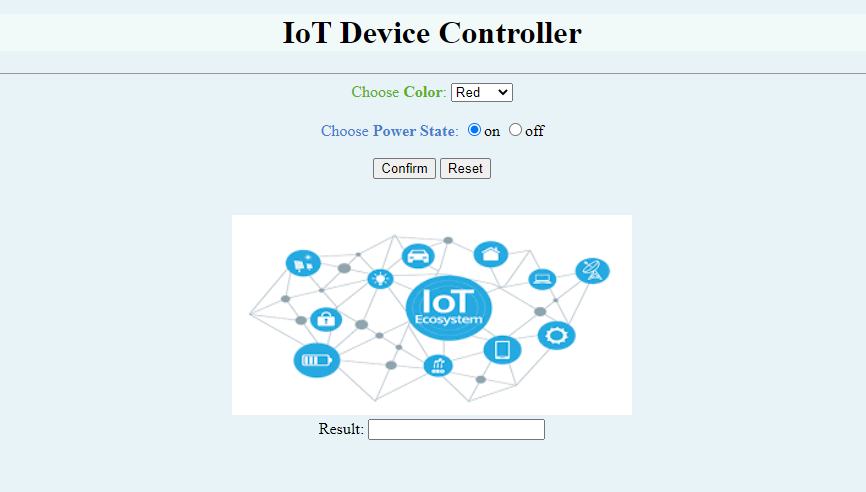 IoT Device Controller
Choose Color: Red
Choose Power State: on off
Confirm Reset
IoT
Ecosystem
Result: